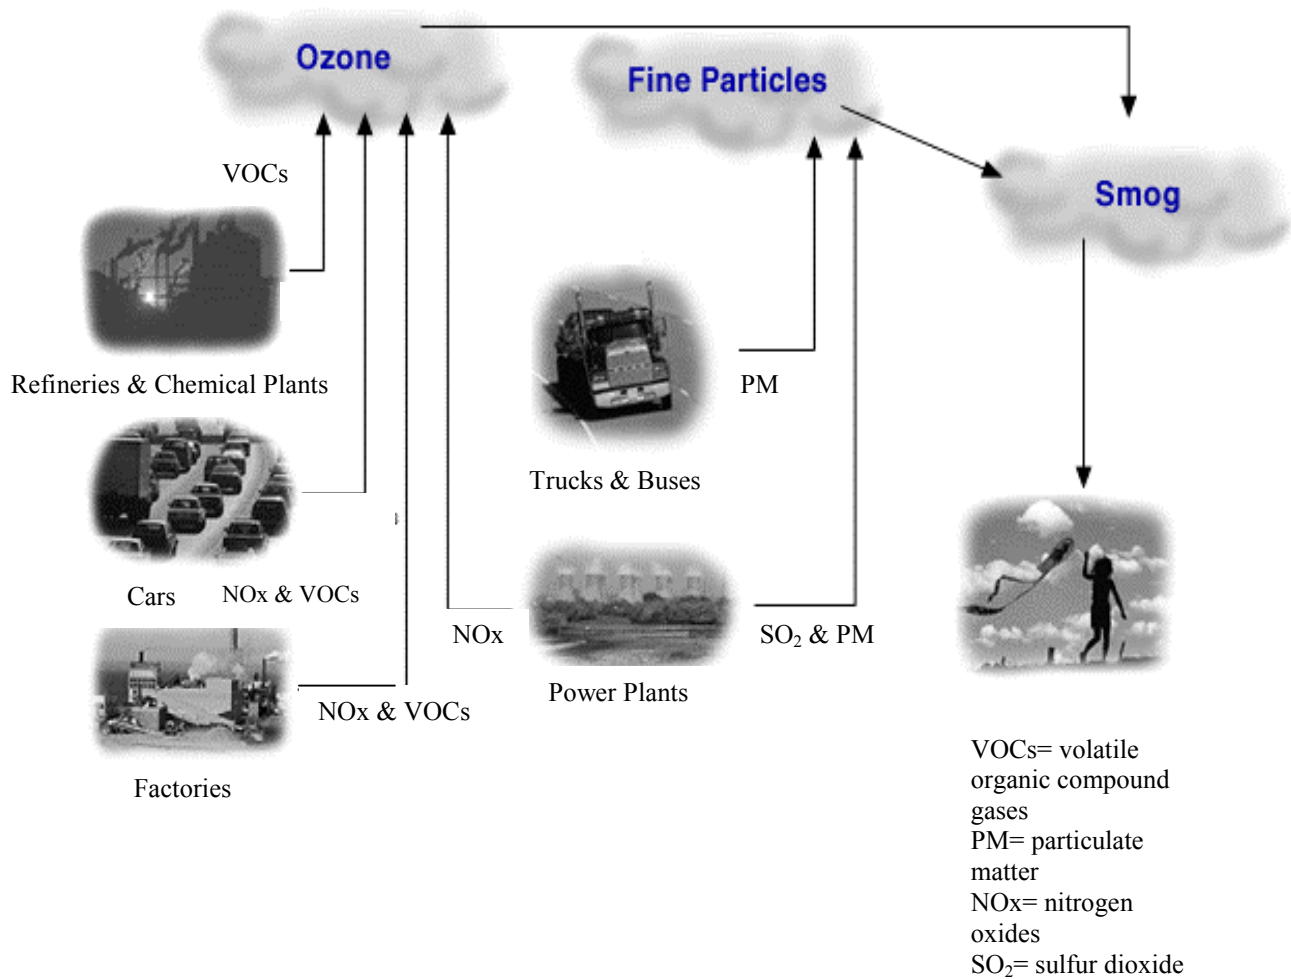 Ozone
Fine Particles
Smog
VOCs
Refineries & Chemical Plants
PM
Trucks & Buses
Cars
NOx & VOCs
NOx
SO₂ & PM
Power Plants
NOx & VOCs
Factories
VOCs= volatile
organic compound
gases
PM= particulate
matter
NOx= nitrogen
oxides
SO₂= sulfur dioxide